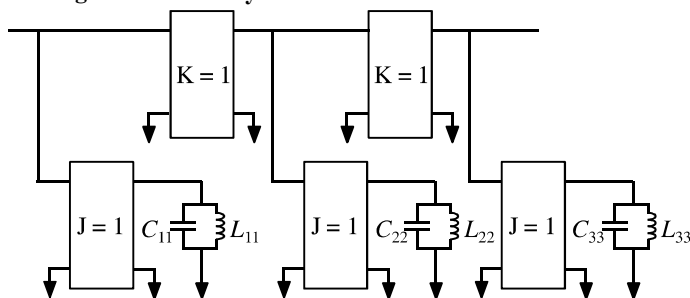 K = 1
K = 1
J = 1
C11
L11
J = 1
C22
L22
J = 1
C33
L33